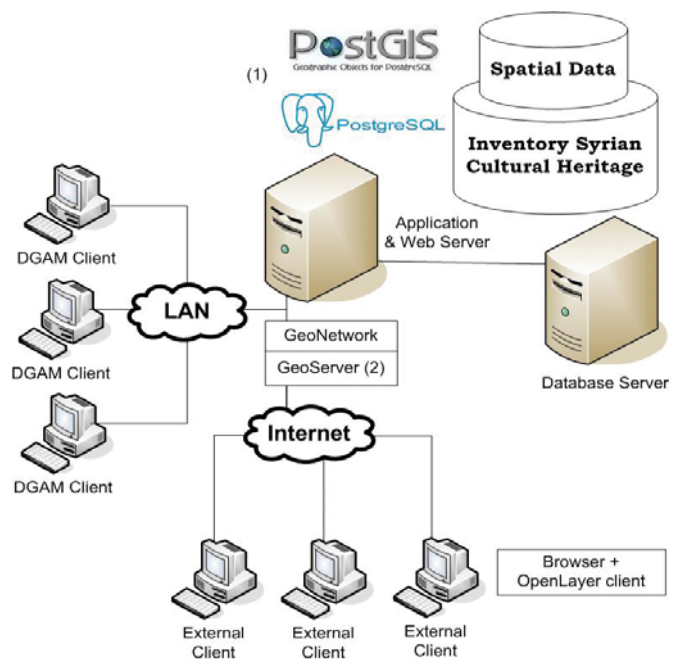 PostGIS
Geographic Objects for PostgreSQL
(1)
PostgreSQL
Spatial Data
Inventory Syrian
Cultural Heritage
Application
& Web Server
DGAM Client
DGAM Client
DGAM Client
LAN
GeoNetwork
GeoServer (2)
Database Server
Internet
External
Client
External
Client
External
Client
Browser +
OpenLayer client